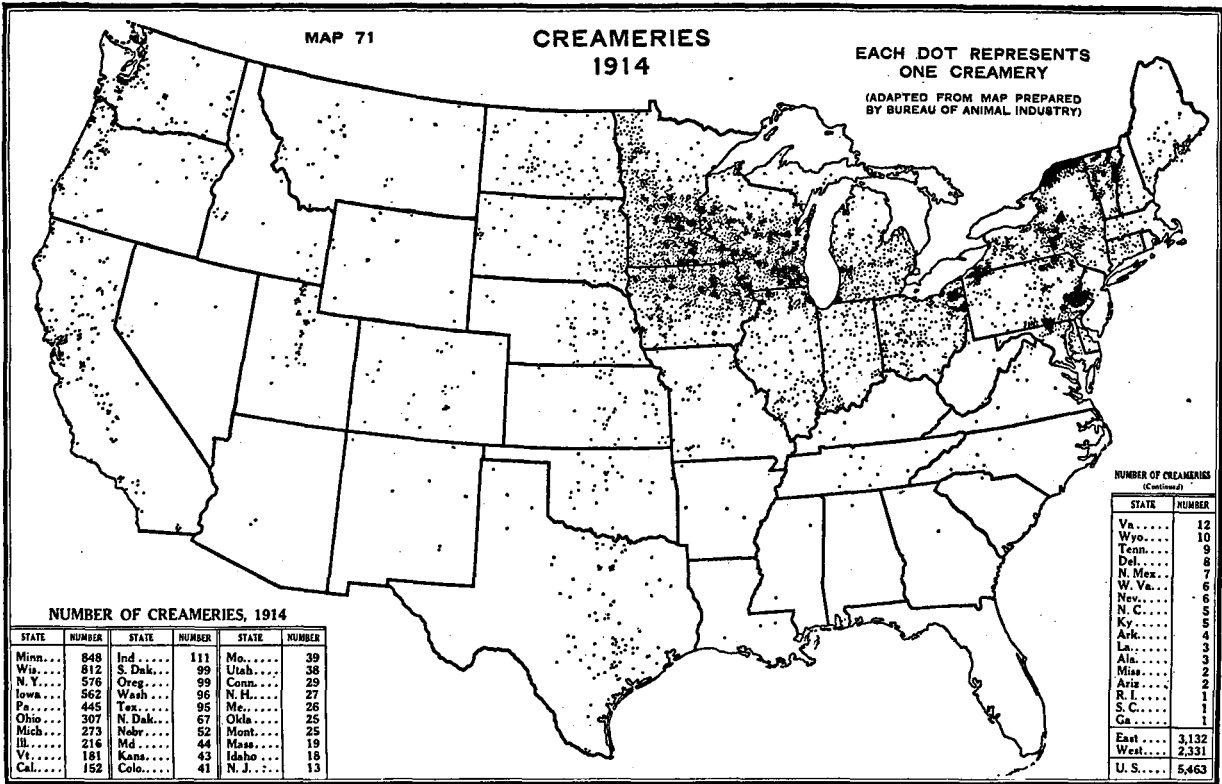 MAP 71
CREAMERIES
1914
EACH DOT REPRESENTS
ONE CREAMERY
(ADAPTED FROM MAP PREPARED
BY BUREAU OF ANIMAL INDUSTRY)
NUMBER OF CREAMERIES, 1914
STATE NUMBER STATE NUMBER STATE NUMBER
Minn... 848 Ind..... 111 Mo..... 39
Wis.... 812 S. Dak... 99 Utah..... 38
N. Y.... 576 Oreg.... 99 Conn.... 29
Iowa.... 562 Wash... 96 N. H.... 27
Pa...... 445 Tex..... 95 Me..... 26
Ohio.... 307 N. Dak.. 67 Okla.... 25
Mich... 273 Nebr.... 52 Mont... 25
Ill...... 216 Md..... 44 Mass... 19
Vt...... 181 Kans.... 43 Idaho... 18
Cal..... 152 Colo..... 41 N. J.... 13
NUMBER OF CREAMERIES
(Continued)
STATE NUMBER
Va..... 12
Wyo.... 10
Tenn.... 9
Del..... 8
N. Mex.. 7
W. Va... 6
Nev..... 6
N. C.... 5
Ky..... 5
Ark.... 4
La...... 3
Ala..... 3
Miss.... 2
Ariz.... 2
R. I..... 1
S. C.... 1
Ga..... 1
East.... 3,132
West.... 2,331
U. S..... 5,463